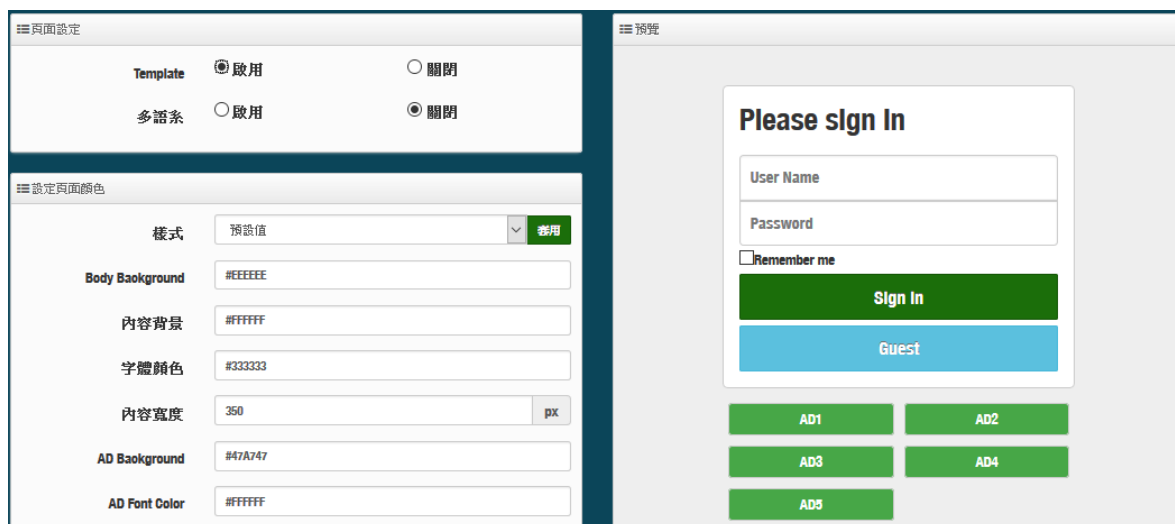 頁面設定
Template 啟用 關閉
多語系 啟用 關閉
設定頁面顏色
樣式 預設值 套用
Body Background #EEEEEE
內容背景 #FFFFFF
字體顏色 #333333
內容寬度 350 px
AD Background #47A747
AD Font Color #FFFFFF
預覽
Please sign In
User Name
Password
Remember me
Sign In
Guest
AD1 AD2
AD3 AD4
AD5